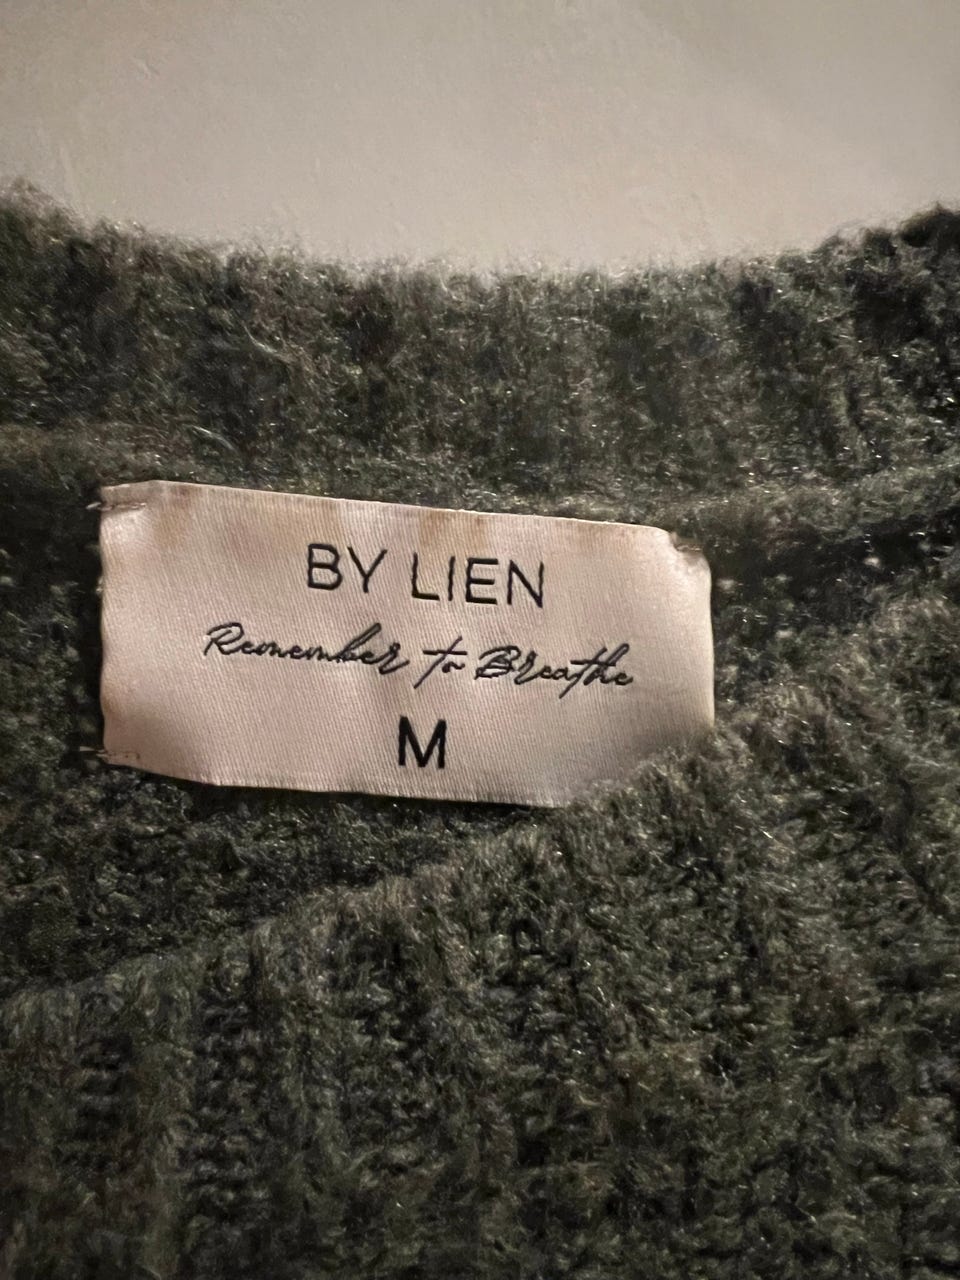 BY LIEN
Remember to Breathe
M